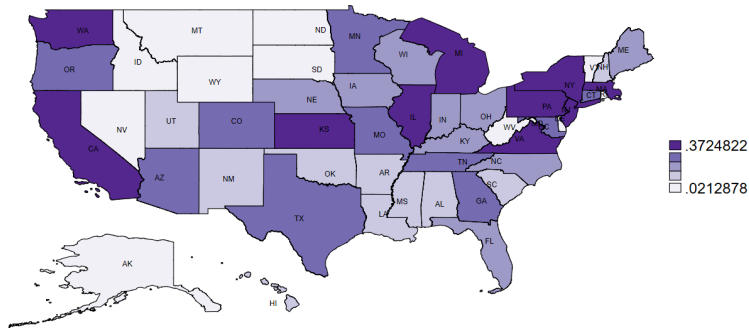 WA
MT
ND
MN
ME
OR
ID
WI
MI
VT
NH
NY
SD
WY
IA
PA
CT
NE
NV
UT
CO
IL
IN
OH
WV
VA
KS
MO
KY
CA
AZ
NM
OK
AR
TN
NC
SC
TX
MS
AL
GA
LA
FL
AK
HI
.3724822
.0212878